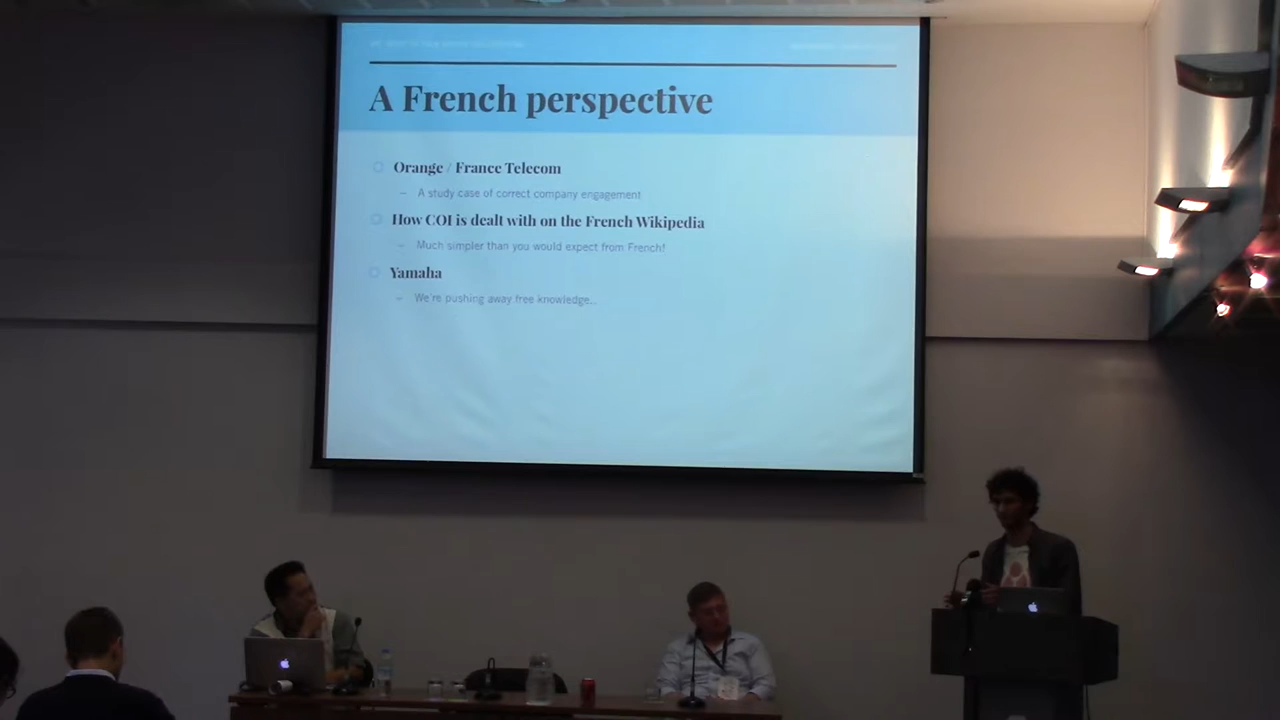 A French perspective
Orange / France Telecom
– A study case of correct company engagement
How COI is dealt with on the French Wikipedia
– Much simpler than you would expect from French!
Yamaha
– We're pushing away free knowledge...